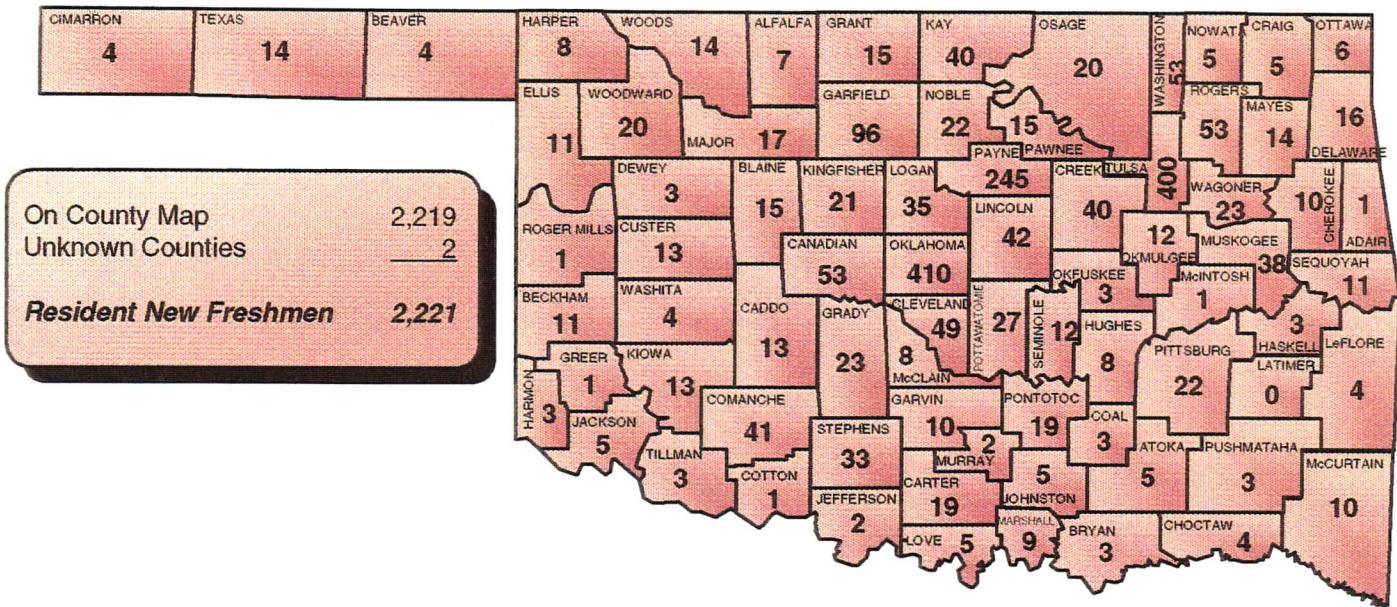 CIMARRON
4
TEXAS
14
BEAVER
4
HARPER
8
WOODS
14
ALFALFA
7
GRANT
15
KAY
40
OSAGE
20
WASHINGTON
53
NOWATA
5
CRAIG
5
OTTAWA
6
ELLIS
11
WOODWARD
20
MAJOR
17
GARFIELD
96
NOBLE
22
15
PAWNEE
ROGERS
53
MAYES
14
16
DELAWARE
On County Map 2,219
Unknown Counties 2
Resident New Freshmen 2,221
DEWEY
3
BLAINE
15
KINGFISHER
21
LOGAN
35
PAYNE
245
LINCOLN
42
CREEK
40
TULSA
400
WAGONER
23
10
CHEROKEE
1
ADAIR
ROGER MILLS
1
CUSTER
13
CANADIAN
53
OKLAHOMA
410
12
OKMULGEE
MUSKOGEE
38
SEQUOYAH
11
OKFUSKEE
3
McINTOSH
1
BECKHAM
11
WASHITA
4
CADDO
13
GRADY
23
CLEVELAND
49
POTTAWATOMIE
27
SEMINOLE
12
HUGHES
8
PITTSBURG
22
3
HASKELL
LeFLORE
4
8
McCLAIN
GREER
1
KIOWA
13
LATIMER
0
HARMON
3
JACKSON
5
COMANCHE
41
GARVIN
10
PONTOTOC
19
COAL
3
STEPHENS
33
2
MURRAY
ATOKA
5
PUSHMATAHA
3
McCURTAIN
10
TILLMAN
3
COTTON
1
JEFFERSON
2
CARTER
19
5
JOHNSTON
LOVE 5
MARSHALL
9
BRYAN
3
CHOCTAW
4